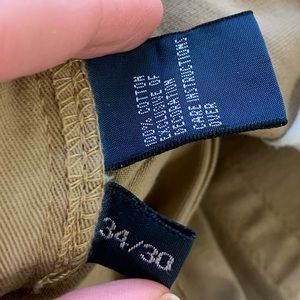 100% COTTON
EXCLUSIVE OF
DECORATION
CARE INSTRUCTIONS
OVER
34/30